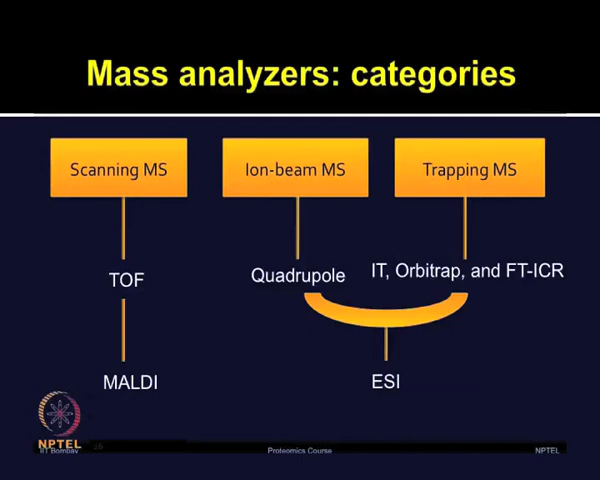 Mass analyzers: categories
Scanning MS
Ion-beam MS
Trapping MS
TOF
Quadrupole
IT, Orbitrap, and FT-ICR
MALDI
ESI
NPTEL
IIT Bombay
26
Proteomics Course
NPTEL